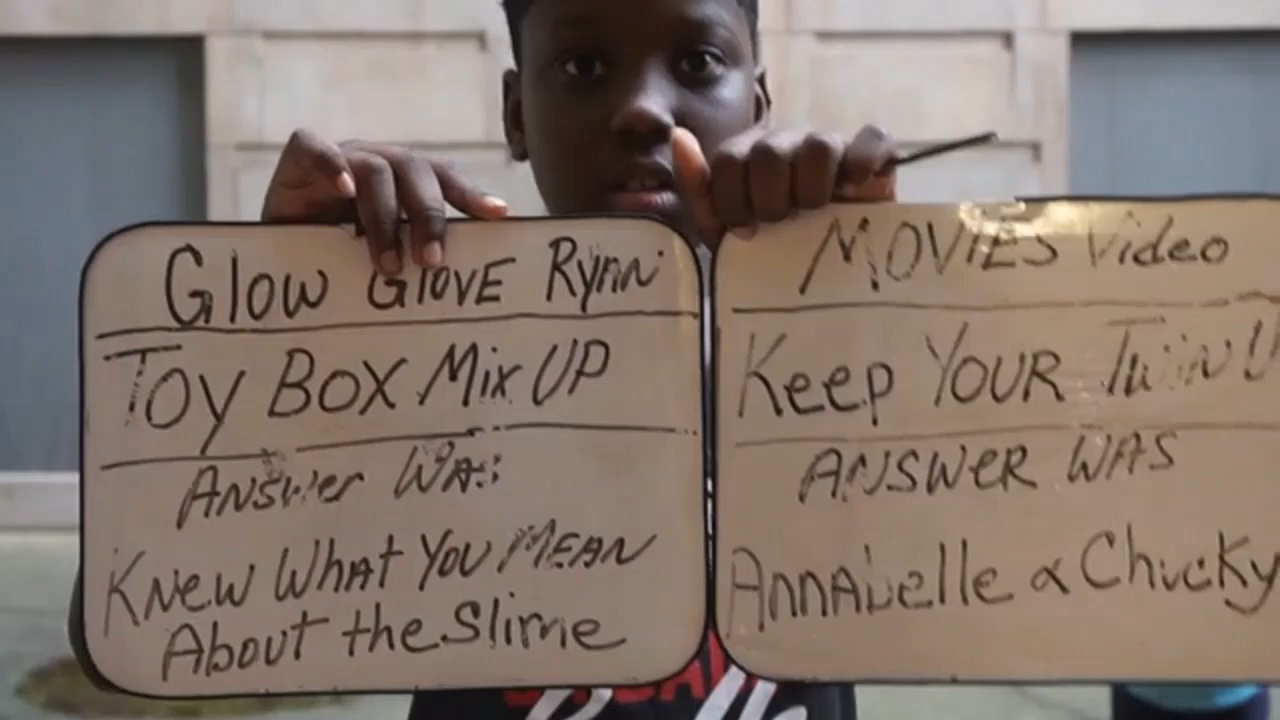 Glow GlOVE Rynn
Toy BOX Mix UP
Answer WAS
Knew What You MEAN
About the Slime
MOVIES Video
Keep YOUR
ANSWER WAS
Annabelle & Chucky